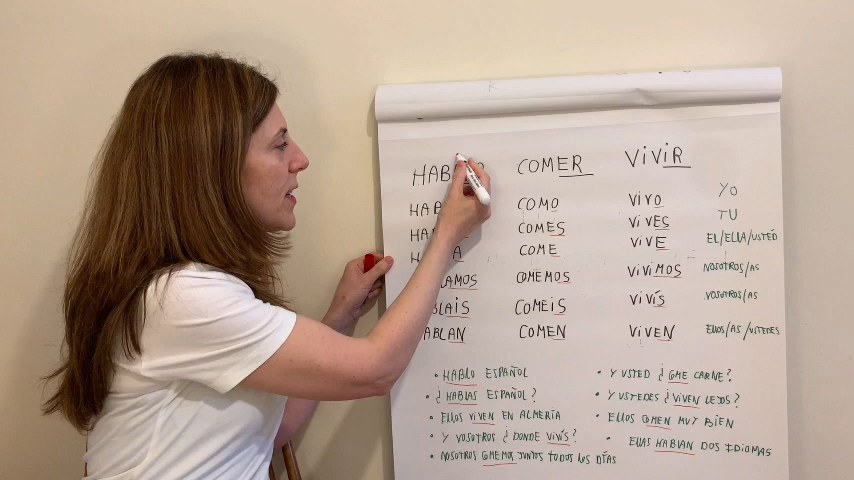 COMER VIVIR
COMO VIVO YO
COMES VIVES TU
COME VIVE EL/ELLA/USTED
COMEMOS VIVIMOS NOSOTROS/AS
COMEIS VIVÍS VOSOTROS/AS
COMEN VIVEN ELLOS/AS/USTEDES
• HABLO ESPAÑOL
• ¿HABLAS ESPAÑOL?
• ELLOS VIVEN EN ALMERÍA
• Y VOSOTROS ¿DONDE VIVÍS?
• NOSOTROS COMEMOS JUNTOS TODOS LOS DÍAS
• Y USTED ¿COME CARNE?
• Y USTEDES ¿VIVEN LEJOS?
• ELLOS COMEN MUY BIEN
• ELLAS HABLAN DOS IDIOMAS